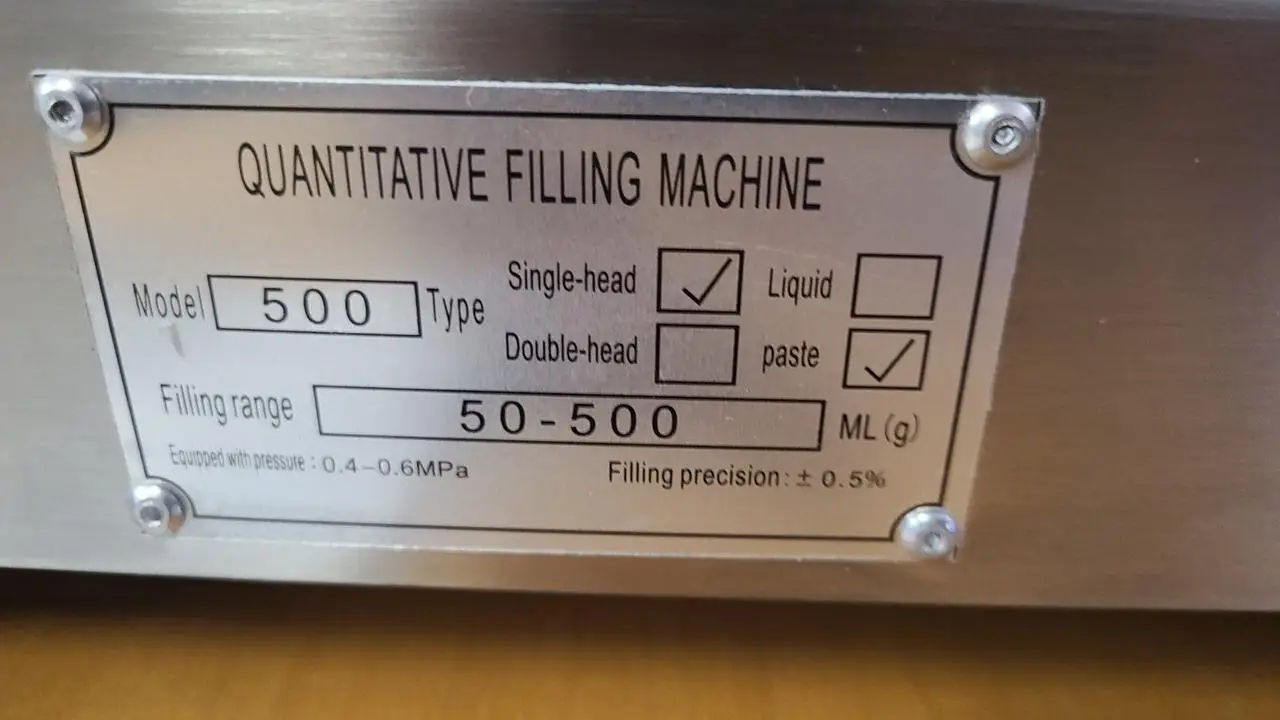 QUANTITATIVE FILLING MACHINE
Model 500 Type
Single-head ✓ Liquid
Double-head paste ✓
Filling range 50-500 ML(g)
Equipped with pressure : 0.4-0.6MPa Filling precision: ± 0.5%